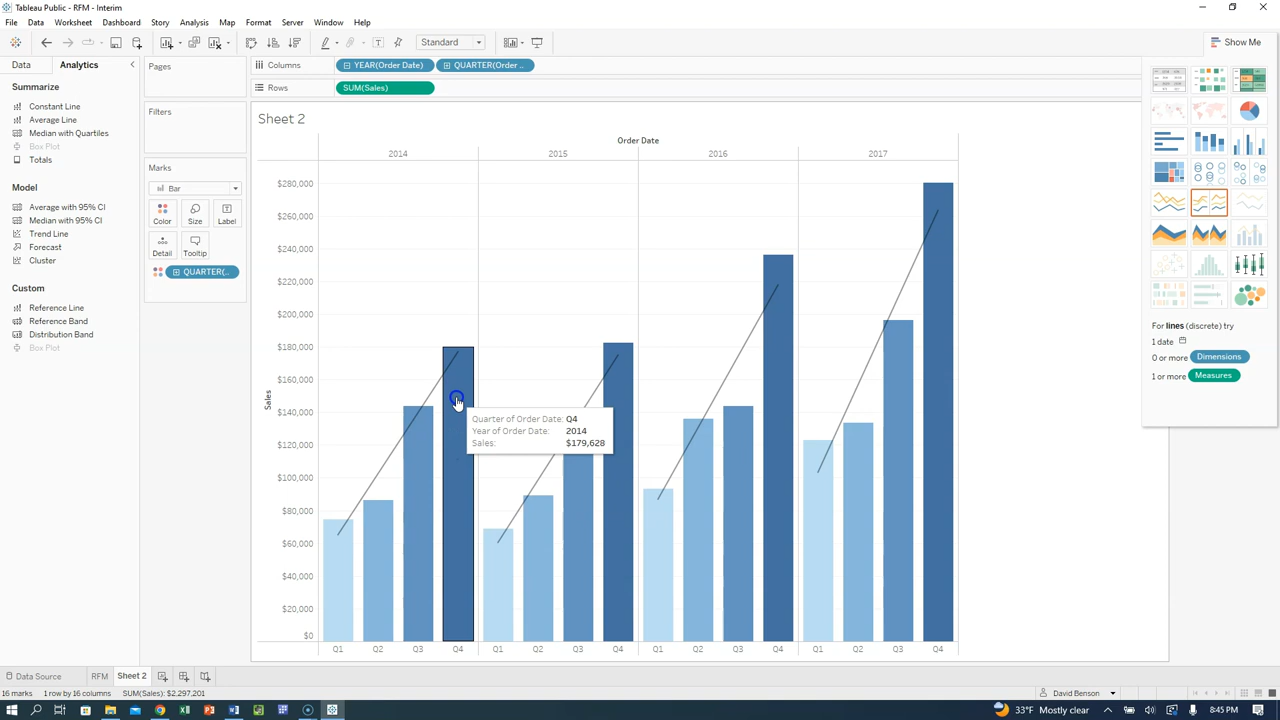 Tableau Public - RFM - Interim
File Data Worksheet Dashboard Story Analysis Map Format Server Window Help
Standard
Show Me
Data Analytics
Summarize
Constant Line
Average Line
Median with Quartiles
Box Plot
Totals
Model
Average with 95% CI
Median with 95% CI
Trend Line
Forecast
Cluster
Custom
Reference Line
Reference Band
Distribution Band
Box Plot
Pages
Filters
Marks
Bar
Color Size Label
Detail Tooltip
QUARTER(..
Columns YEAR(Order Date) QUARTER(Order ..
Rows SUM(Sales)
Sheet 2
Order Date
2014 2015 2016 2017
Sales
$280,000
$260,000
$240,000
$220,000
$200,000
$180,000
$160,000
$140,000
$120,000
$100,000
$80,000
$60,000
$40,000
$20,000
$0
Quarter of Order Date: Q4
Year of Order Date: 2014
Sales: $179,628
Q1 Q2 Q3 Q4 Q1 Q2 Q3 Q4 Q1 Q2 Q3 Q4 Q1 Q2 Q3 Q4
For lines (discrete) try
1 date
0 or more Dimensions
1 or more Measures
Data Source RFM Sheet 2
16 marks 1 row by 16 columns SUM(Sales): $2,297,201
David Benson
33°F Mostly clear
8:45 PM